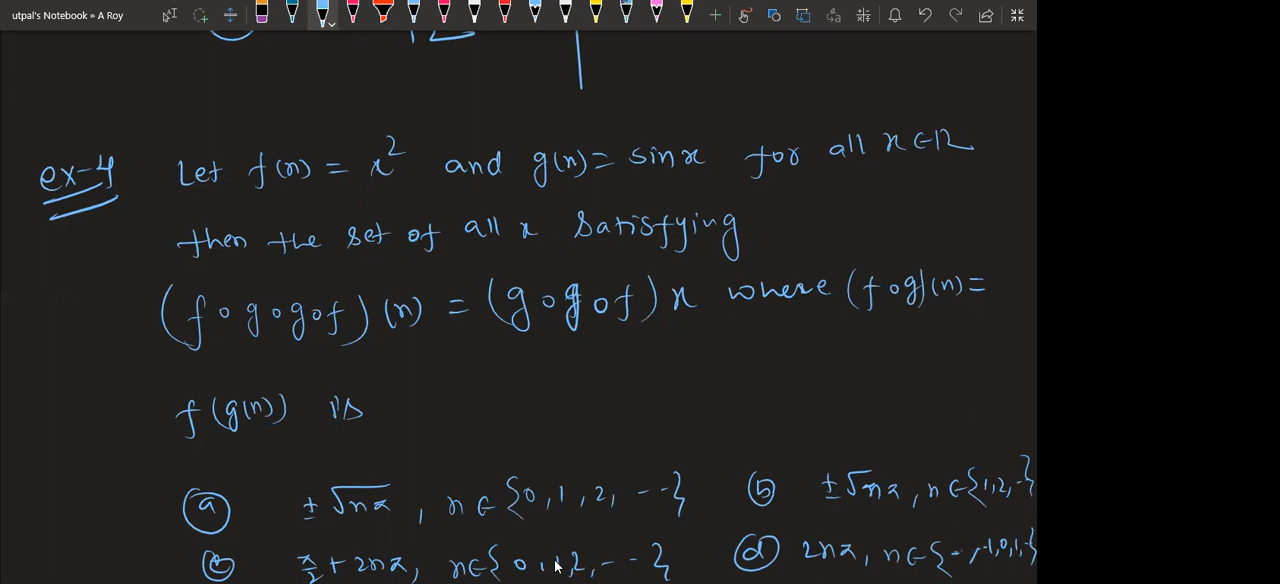 utpal's Notebook » A Roy
ex-4 Let f(x) = x² and g(x) = sinx for all x ∈ R
then the set of all x satisfying
(f o g o g o f) (x) = (g o g o f) x where (f o g)(x) =
f(g(x)) is
(a) ± √nπ , n ∈ {0, 1, 2, ---} (b) ± √nπ , n ∈ {1, 2, --}
(c) π/2 + 2nπ, n ∈ {0, 1, 2, ---} (d) 2nπ, n ∈ {--, -1, 0, 1, --}